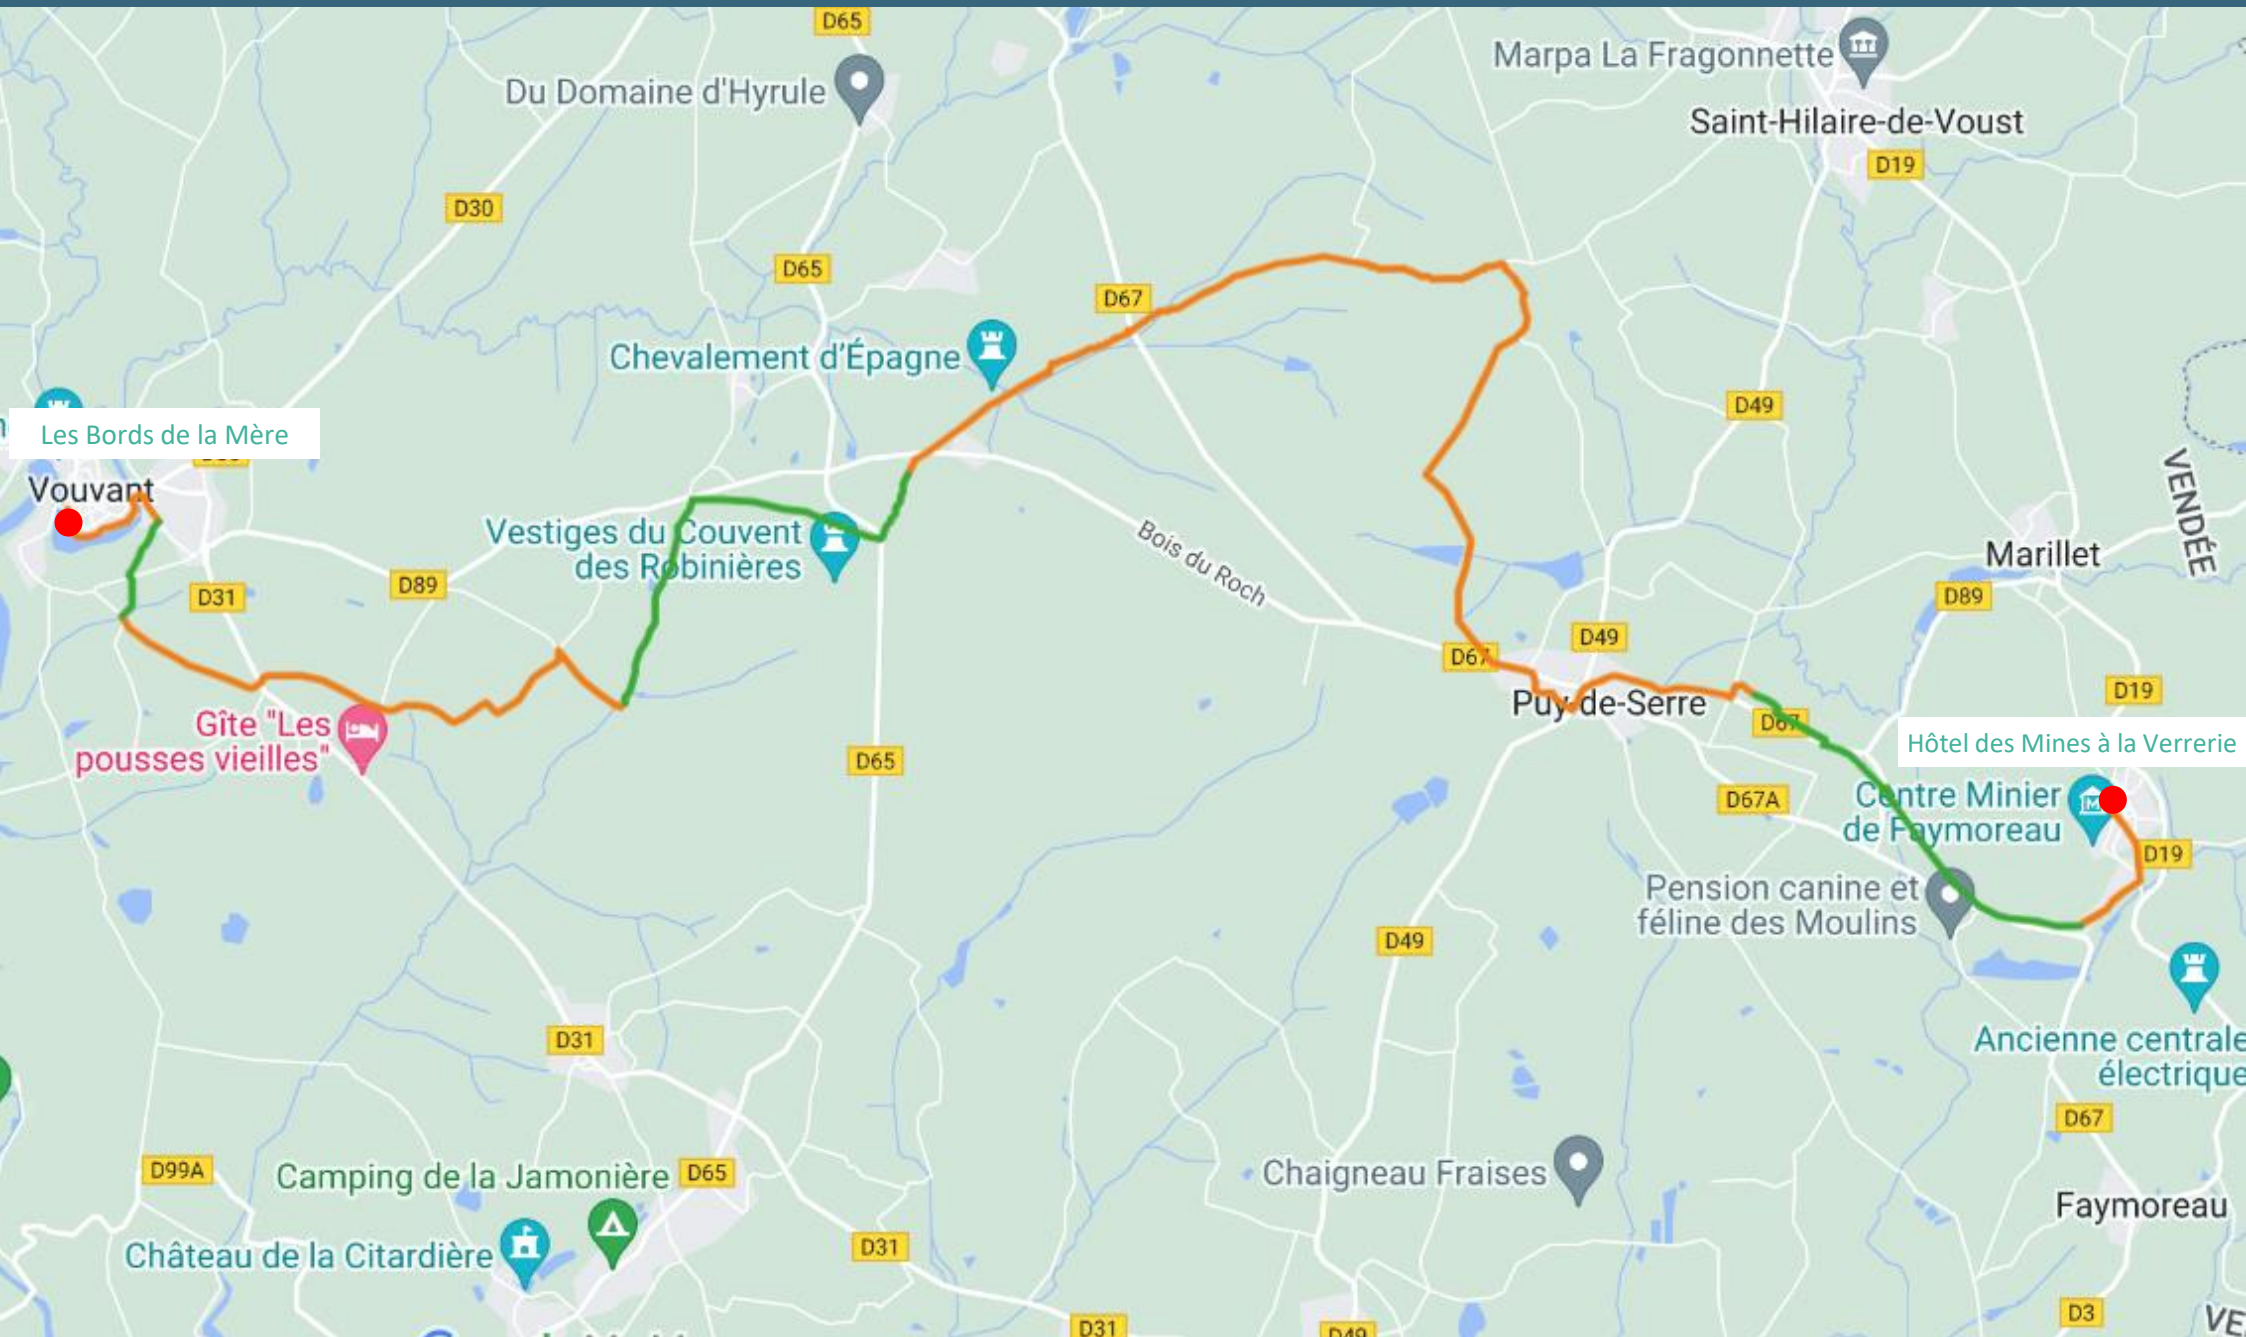 D65
Marpa La Fragonnette
Du Domaine d'Hyrule
Saint-Hilaire-de-Voust
D19
D30
D65
D67
Chevalement d'Épagne
D49
Les Bords de la Mère
Vouvant
VENDÉE
Vestiges du Couvent
des Robinières
Bois du Roch
Marillet
D89
D31
D89
D49
D67
D19
Puy-de-Serre
Gîte "Les
pousses vieilles"
D67
Hôtel des Mines à la Verrerie
D65
D67A
Centre Minier
de Faymoreau
D19
Pension canine et
féline des Moulins
D49
D31
Ancienne centrale
électrique
D67
D99A
Camping de la Jamonière
D65
Chaigneau Fraises
Faymoreau
Château de la Citardière
D31
D3
D31
D49